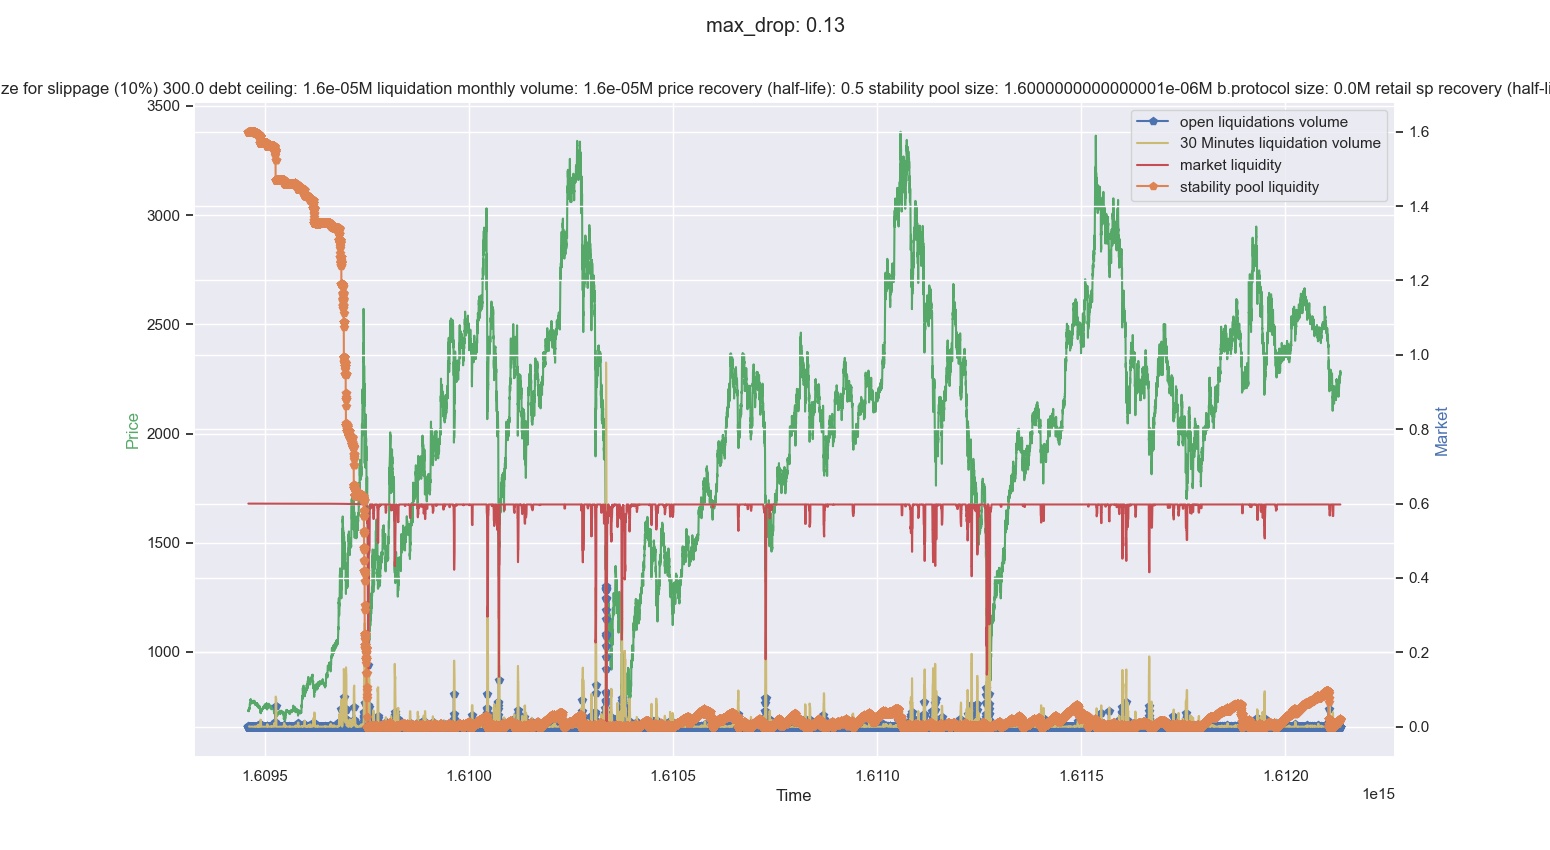 max_drop: 0.13
ze for slippage (10%) 300.0 debt ceiling: 1.6e-05M liquidation monthly volume: 1.6e-05M price recovery (half-life): 0.5 stability pool size: 1.6000000000000001e-06M b.protocol size: 0.0M retail sp recovery (half-li
open liquidations volume
30 Minutes liquidation volume
market liquidity
stability pool liquidity
3500
3000
2500
2000
1500
1000
Price
1.6
1.4
1.2
1.0
0.8
0.6
0.4
0.2
0.0
Market
1.6095
1.6100
1.6105
1.6110
1.6115
1.6120
1e15
Time